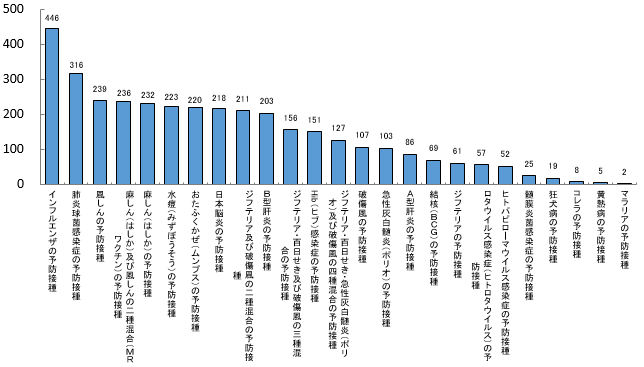 500
400
300
200
100
0
446
316
239
236
232
223
220
218
211
203
156
151
127
107
103
86
69
61
57
52
25
19
8
5
2
インフルエンザの予防接種
肺炎球菌感染症の予防接種
風しんの予防接種
麻しん(はしか)及び風しんの二種混合(MR
ワクチン)の予防接種
麻しん(はしか)の予防接種
水痘(みずぼうそう)の予防接種
おたふくかぜ(ムンプス)の予防接種
日本脳炎の予防接種
ジフテリア及び破傷風の二種混合の予防接
種
B型肝炎の予防接種
ジフテリア・百日せき及び破傷風の三種混
合の予防接種
Hib(ヒブ)感染症の予防接種
ジフテリア・百日せき・急性灰白髄炎(ポリ
オ)及び破傷風の四種混合の予防接種
破傷風の予防接種
急性灰白髄炎(ポリオ)の予防接種
A型肝炎の予防接種
結核(BCG)の予防接種
ジフテリアの予防接種
ロタウイルス感染症(ヒトロタウイルス)の予
防接種
ヒトパピローマウイルス感染症の予防接種
髄膜炎菌感染症の予防接種
狂犬病の予防接種
コレラの予防接種
黄熱病の予防接種
マラリアの予防接種